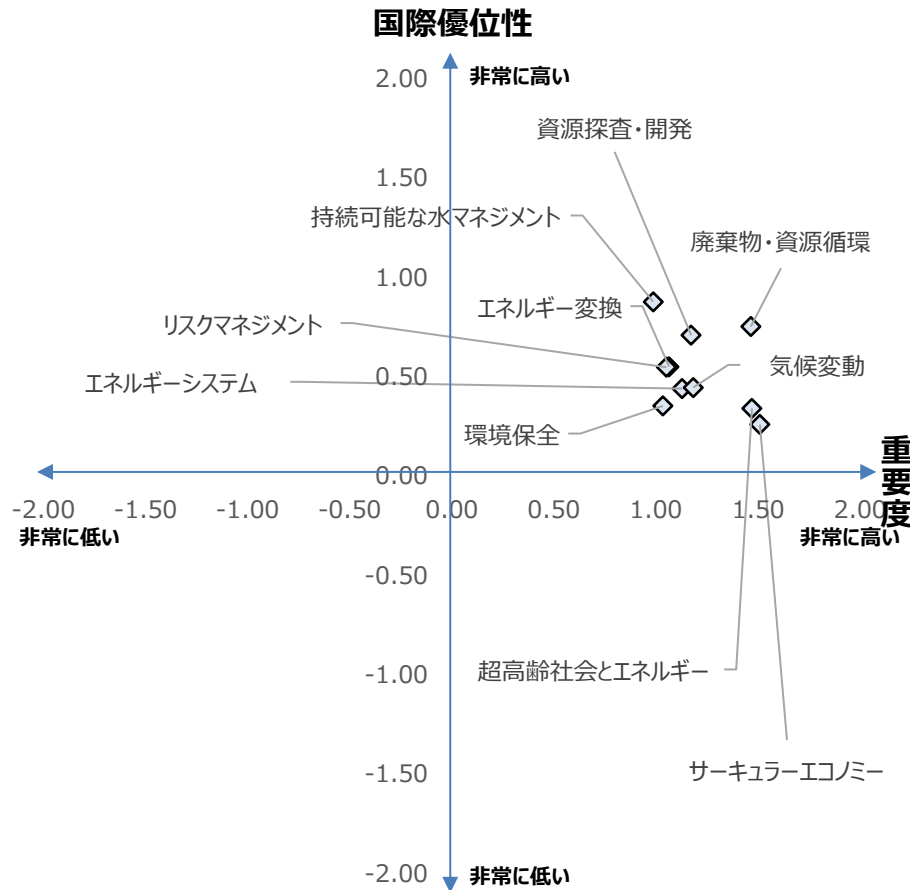 国際優位性
2.00
非常に高い
資源探査・開発
1.50
持続可能な水マネジメント
廃棄物・資源循環
1.00
エネルギー変換
リスクマネジメント
0.50
気候変動
エネルギーシステム
環境保全
重要度
0.00
-2.00 -1.50 -1.00 -0.50 0.00 0.50 1.00 1.50 2.00
非常に低い
非常に高い
-0.50
超高齢社会とエネルギー
-1.00
-1.50
サーキュラーエコノミー
-2.00
非常に低い